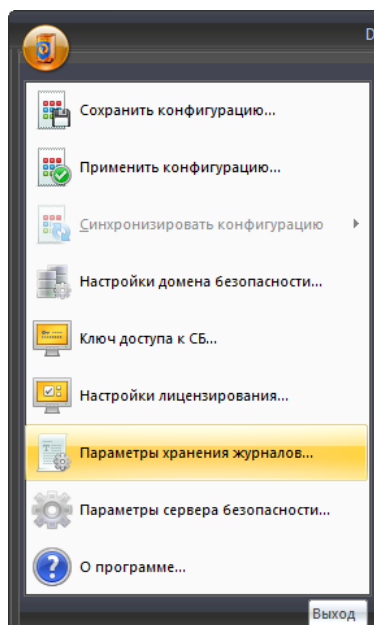 D
Сохранить конфигурацию...
Применить конфигурацию...
Синхронизировать конфигурацию
Настройки домена безопасности...
Ключ доступа к СБ...
Настройки лицензирования...
Параметры хранения журналов...
Параметры сервера безопасности...
О программе...
Выход